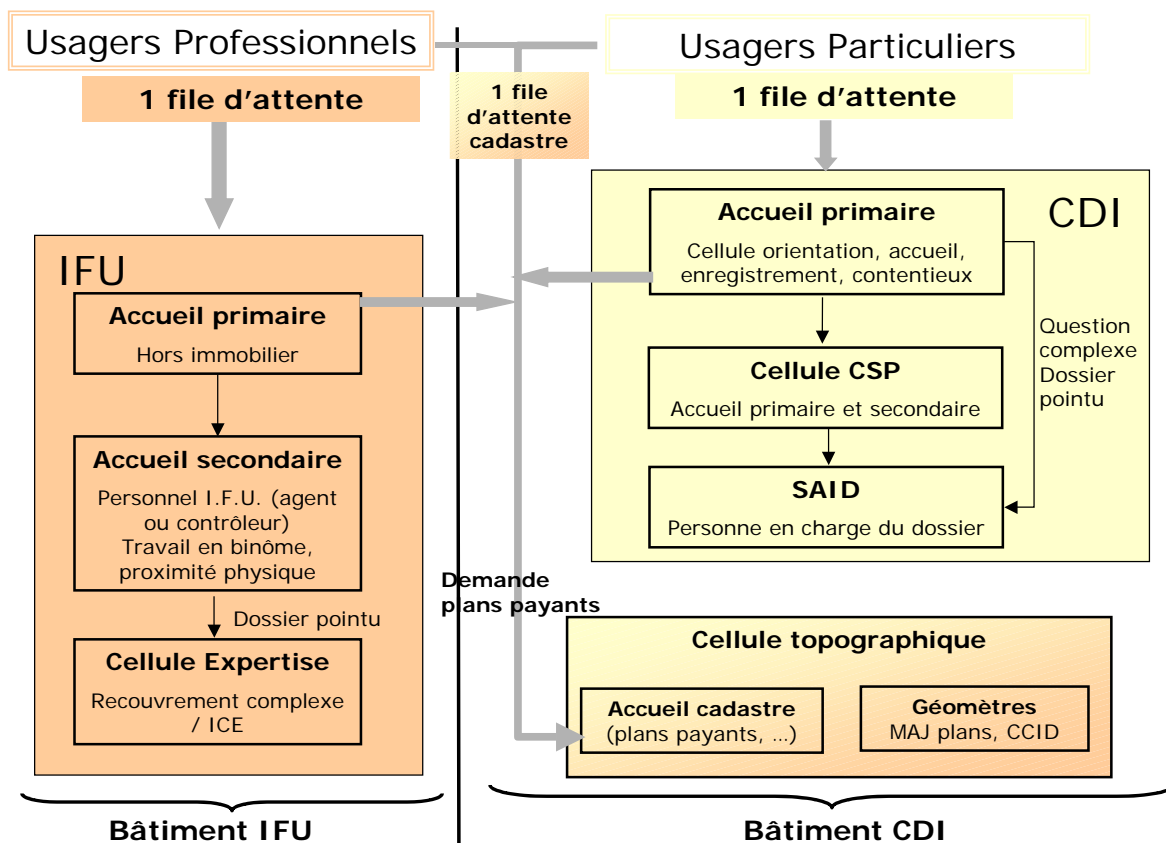 Usagers Professionnels
1 file d'attente
1 file
d'attente
cadastre
Usagers Particuliers
1 file d'attente
IFU
Accueil primaire
Hors immobilier
Accueil secondaire
Personnel I.F.U. (agent
ou contrôleur)
Travail en binôme,
proximité physique
Dossier pointu
Cellule Expertise
Recouvrement complexe
/ ICE
Bâtiment IFU
CDI
Accueil primaire
Cellule orientation, accueil,
enregistrement, contentieux
Question
complexe
Dossier
pointu
Cellule CSP
Accueil primaire et secondaire
SAID
Personne en charge du dossier
Demande
plans payants
Cellule topographique
Accueil cadastre
(plans payants, ...)
Géomètres
MAJ plans, CCID
Bâtiment CDI